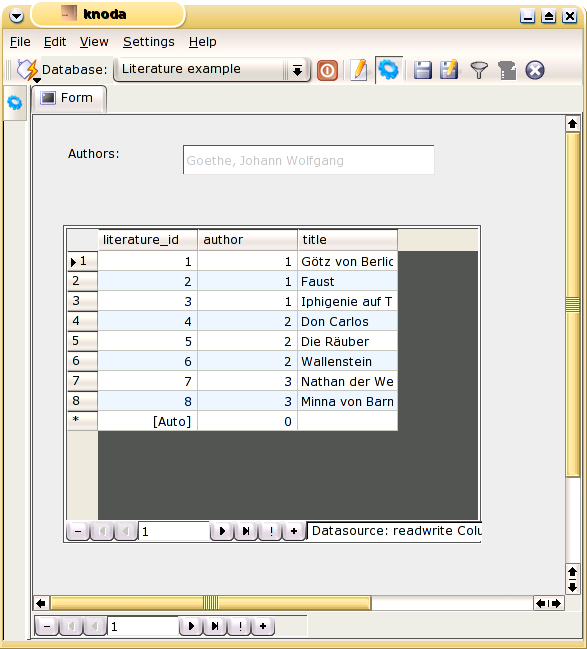 knoda
File Edit View Settings Help
Database: Literature example
Form
Authors: Goethe, Johann Wolfgang
literature_id author title
1 1 1 Götz von Berlic
2 2 1 Faust
3 3 1 Iphigenie auf T
4 4 2 Don Carlos
5 5 2 Die Räuber
6 6 2 Wallenstein
7 7 3 Nathan der We
8 8 3 Minna von Barn
* [Auto] 0
1 ! + Datasource: readwrite Colu
1 ! +